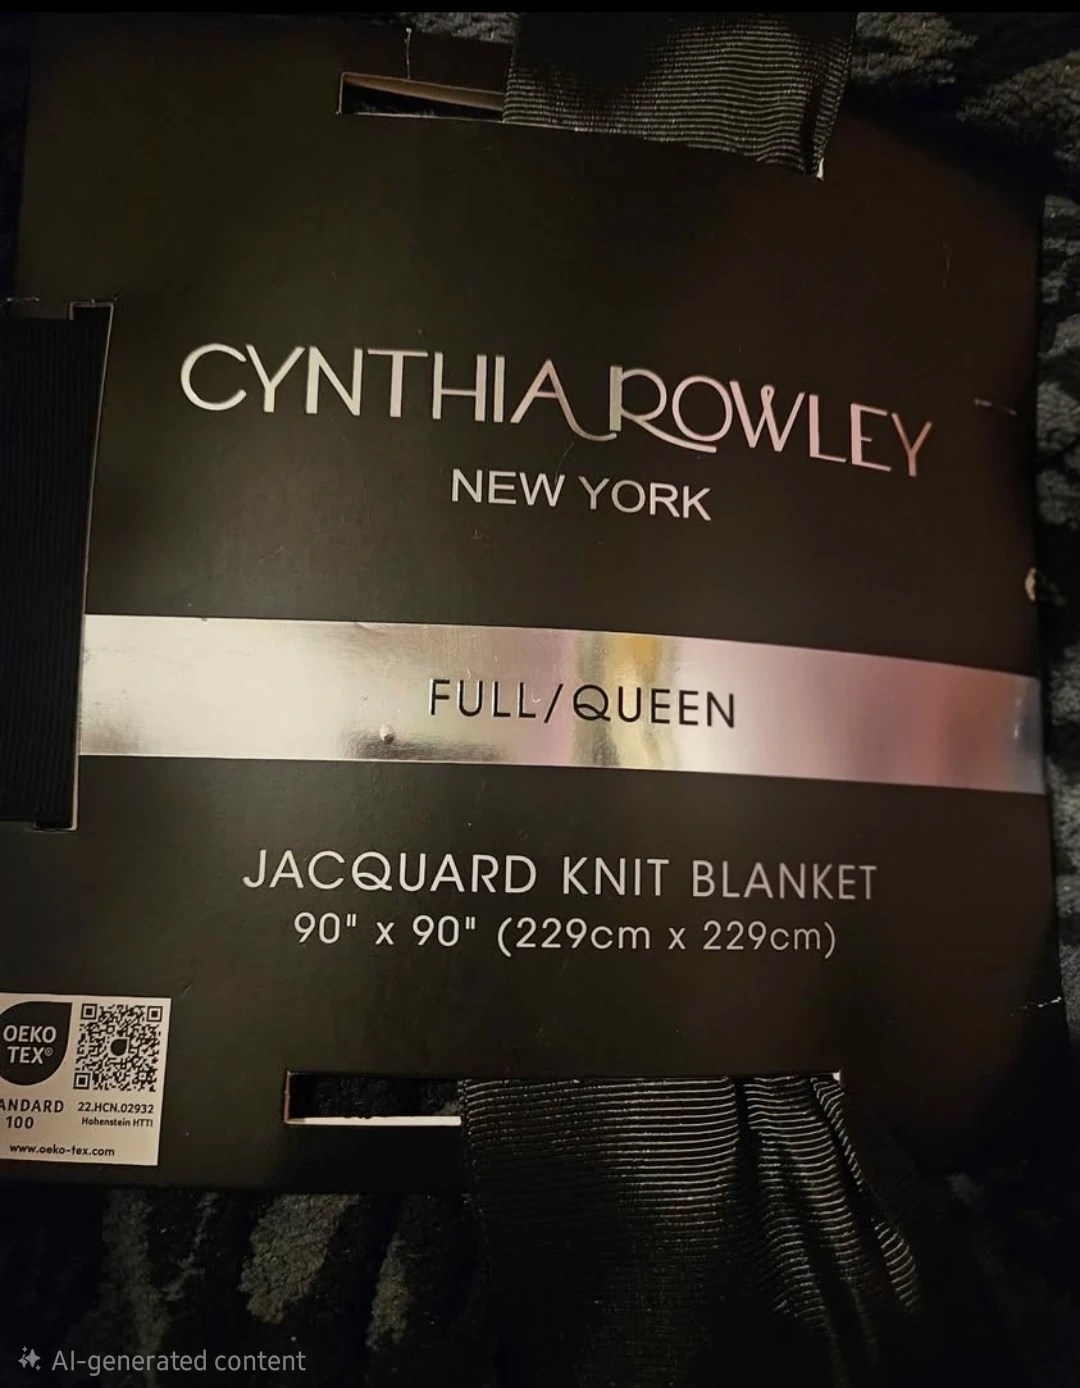 CYNTHIA ROWLEY
NEW YORK
FULL/QUEEN
JACQUARD KNIT BLANKET
90" x 90" (229cm x 229cm)
OEKO
TEX®
ANDARD
100
22.HCN.02932
Hohenstein HTTI
www.oeko-tex.com
AI-generated content